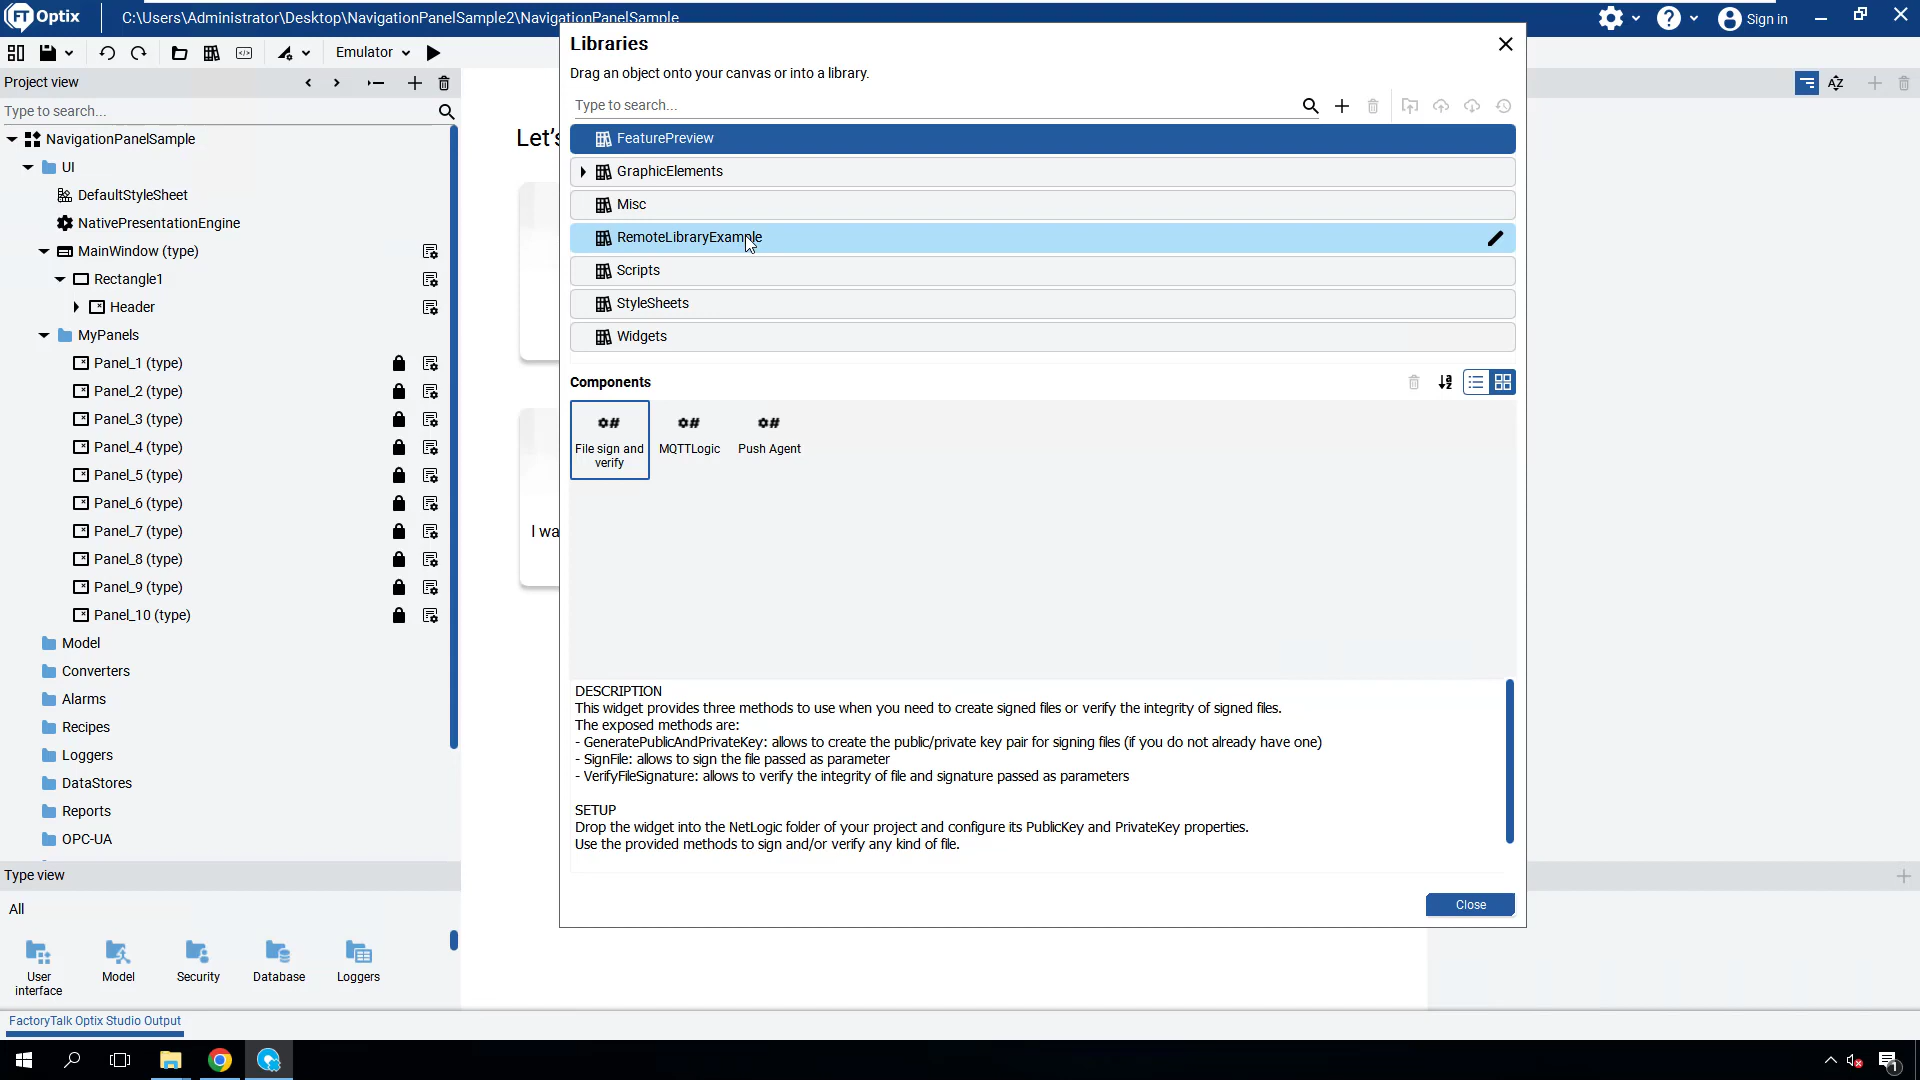 FT Optix
C:\Users\Administrator\Desktop\NavigationPanelSample2\NavigationPanelSample
Sign in
Emulator
Project view
Type to search...
NavigationPanelSample
UI
DefaultStyleSheet
NativePresentationEngine
MainWindow (type)
Rectangle1
Header
MyPanels
Panel_1 (type)
Panel_2 (type)
Panel_3 (type)
Panel_4 (type)
Panel_5 (type)
Panel_6 (type)
Panel_7 (type)
Panel_8 (type)
Panel_9 (type)
Panel_10 (type)
Model
Converters
Alarms
Recipes
Loggers
DataStores
Reports
OPC-UA
Type view
All
User interface
Model
Security
Database
Loggers
FactoryTalk Optix Studio Output
Let's
I wa
Libraries
Drag an object onto your canvas or into a library.
Type to search...
FeaturePreview
GraphicElements
Misc
RemoteLibraryExample
Scripts
StyleSheets
Widgets
Components
File sign and verify
MQTTLogic
Push Agent
DESCRIPTION
This widget provides three methods to use when you need to create signed files or verify the integrity of signed files.
The exposed methods are:
- GeneratePublicAndPrivateKey: allows to create the public/private key pair for signing files (if you do not already have one)
- SignFile: allows to sign the file passed as parameter
- VerifyFileSignature: allows to verify the integrity of file and signature passed as parameters
SETUP
Drop the widget into the NetLogic folder of your project and configure its PublicKey and PrivateKey properties.
Use the provided methods to sign and/or verify any kind of file.
Close
1